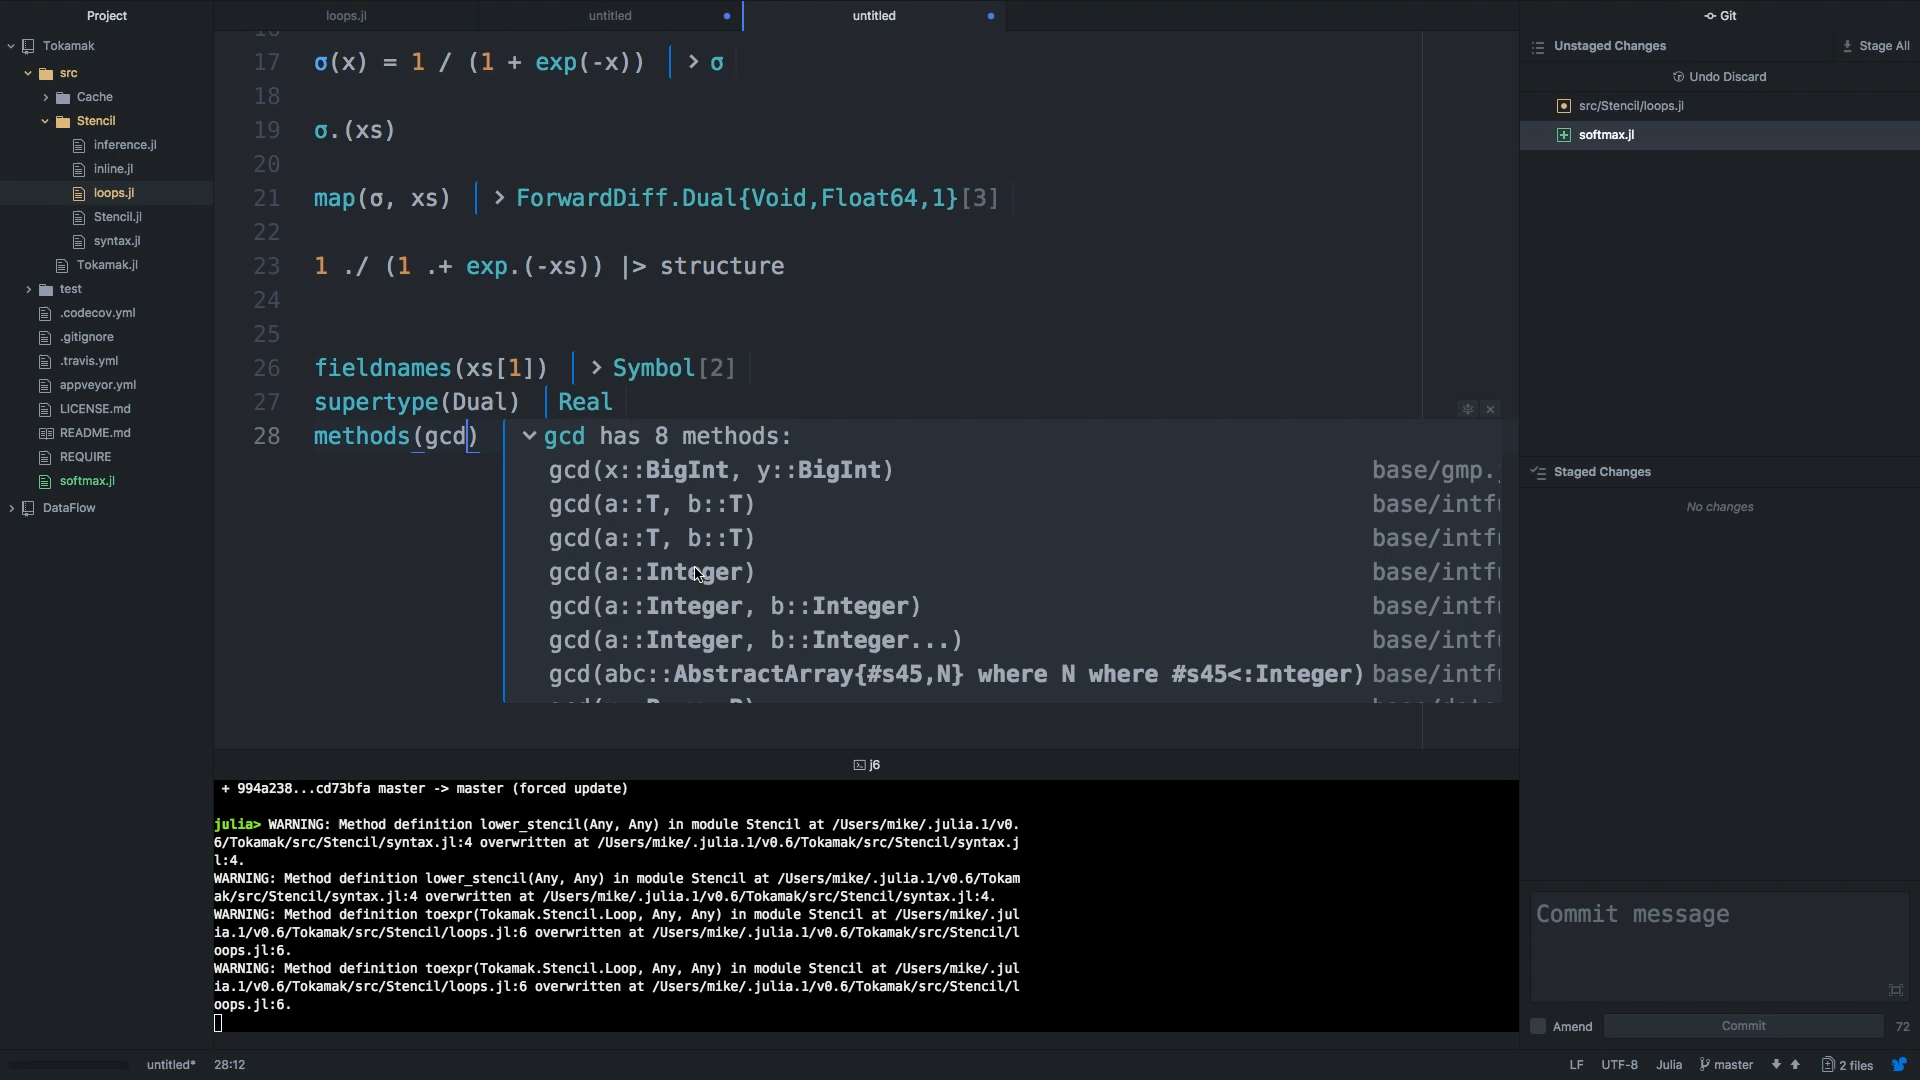 Project
loops.jl
untitled
untitled
Git
Tokamak
src
Cache
Stencil
inference.jl
inline.jl
loops.jl
Stencil.jl
syntax.jl
Tokamak.jl
test
.codecov.yml
.gitignore
.travis.yml
appveyor.yml
LICENSE.md
README.md
REQUIRE
softmax.jl
DataFlow
16
17 σ(x) = 1 / (1 + exp(-x)) > σ
18
19 σ.(xs)
20
21 map(σ, xs) > ForwardDiff.Dual{Void,Float64,1}[3]
22
23 1 ./ (1 .+ exp.(-xs)) |> structure
24
25
26 fieldnames(xs[1]) > Symbol[2]
27 supertype(Dual) Real
28 methods(gcd) gcd has 8 methods:
gcd(x::BigInt, y::BigInt) base/gmp.
gcd(a::T, b::T) base/intf
gcd(a::T, b::T) base/intf
gcd(a::Integer) base/intf
gcd(a::Integer, b::Integer) base/intf
gcd(a::Integer, b::Integer...) base/intf
gcd(abc::AbstractArray{#s45,N} where N where #s45<:Integer) base/intf
j6
+ 994a238...cd73bfa master -> master (forced update)
julia> WARNING: Method definition lower_stencil(Any, Any) in module Stencil at /Users/mike/.julia.1/v0.
6/Tokamak/src/Stencil/syntax.jl:4 overwritten at /Users/mike/.julia.1/v0.6/Tokamak/src/Stencil/syntax.j
l:4.
WARNING: Method definition lower_stencil(Any, Any) in module Stencil at /Users/mike/.julia.1/v0.6/Tokam
ak/src/Stencil/syntax.jl:4 overwritten at /Users/mike/.julia.1/v0.6/Tokamak/src/Stencil/syntax.jl:4.
WARNING: Method definition toexpr(Tokamak.Stencil.Loop, Any, Any) in module Stencil at /Users/mike/.jul
ia.1/v0.6/Tokamak/src/Stencil/loops.jl:6 overwritten at /Users/mike/.julia.1/v0.6/Tokamak/src/Stencil/l
oops.jl:6.
WARNING: Method definition toexpr(Tokamak.Stencil.Loop, Any, Any) in module Stencil at /Users/mike/.jul
ia.1/v0.6/Tokamak/src/Stencil/loops.jl:6 overwritten at /Users/mike/.julia.1/v0.6/Tokamak/src/Stencil/l
oops.jl:6.
Unstaged Changes
Stage All
Undo Discard
src/Stencil/loops.jl
softmax.jl
Staged Changes
No changes
Commit message
Amend
Commit
72
untitled* 28:12
LF UTF-8 Julia master 2 files